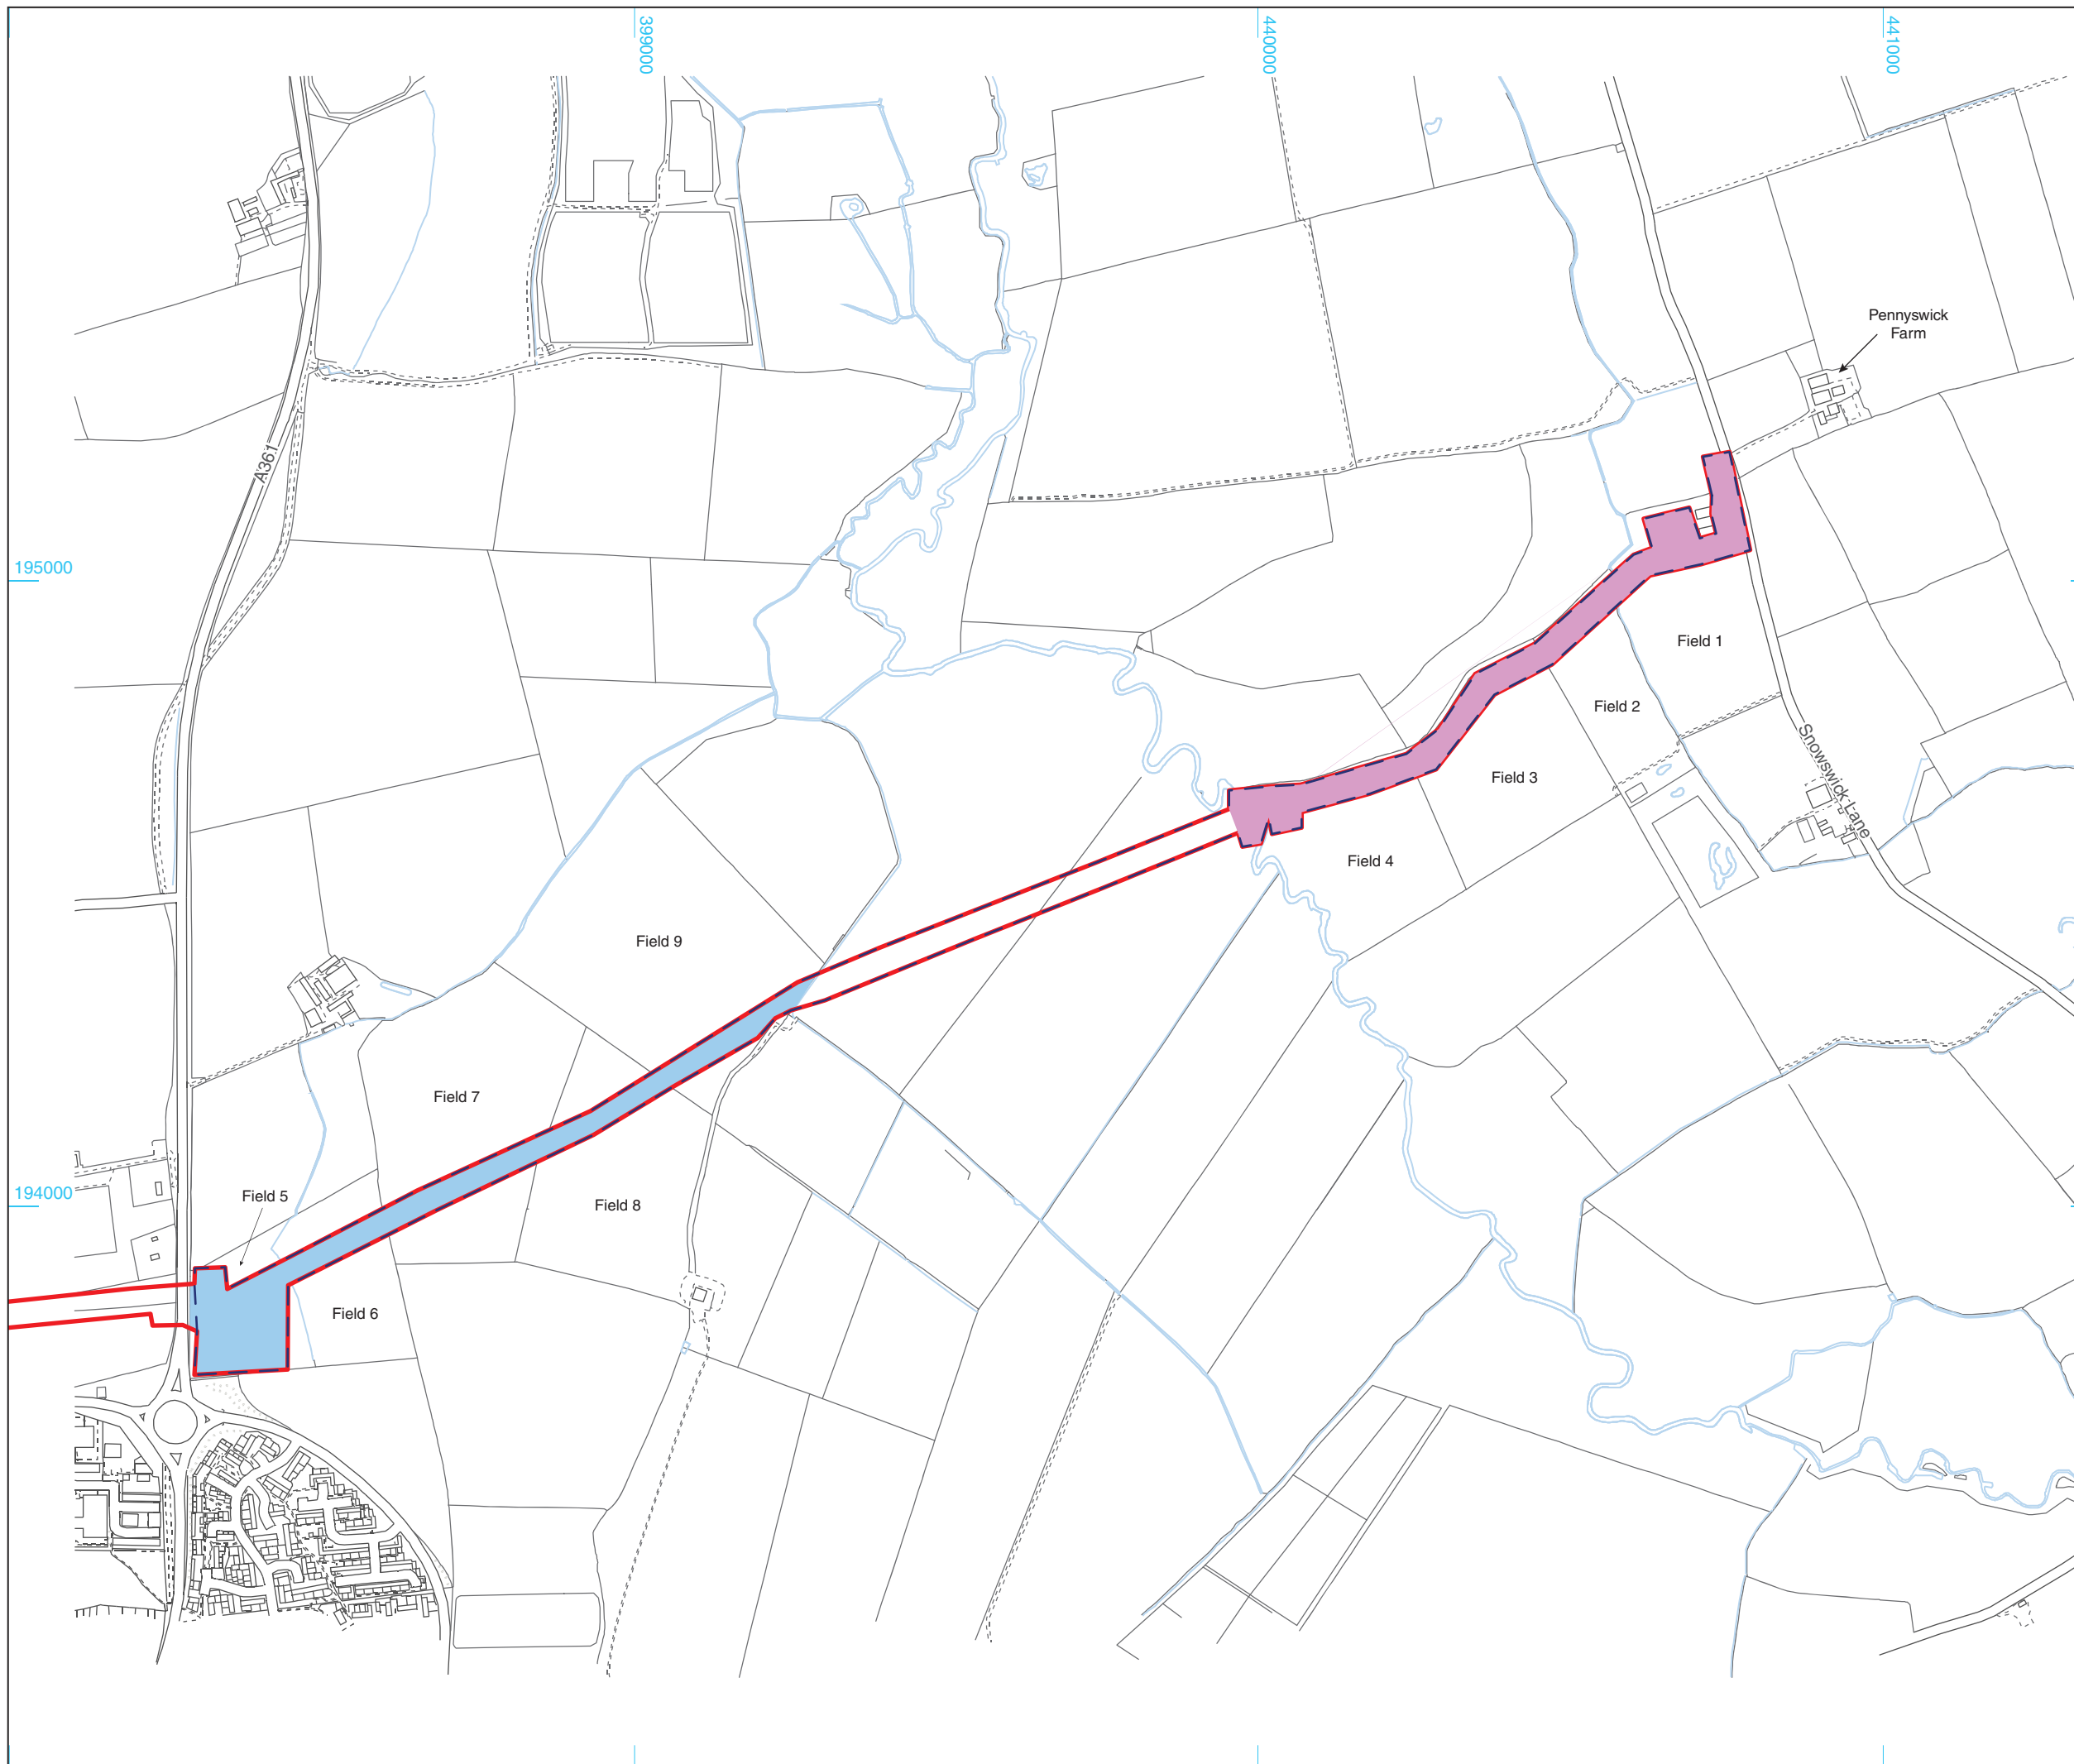 399000
440000
441000
Pennyswick
Farm
A361
195000
Field 1
Field 2
Snowswick Lane
Field 3
Field 4
Field 9
Field 7
194000
Field 5
Field 8
Field 6